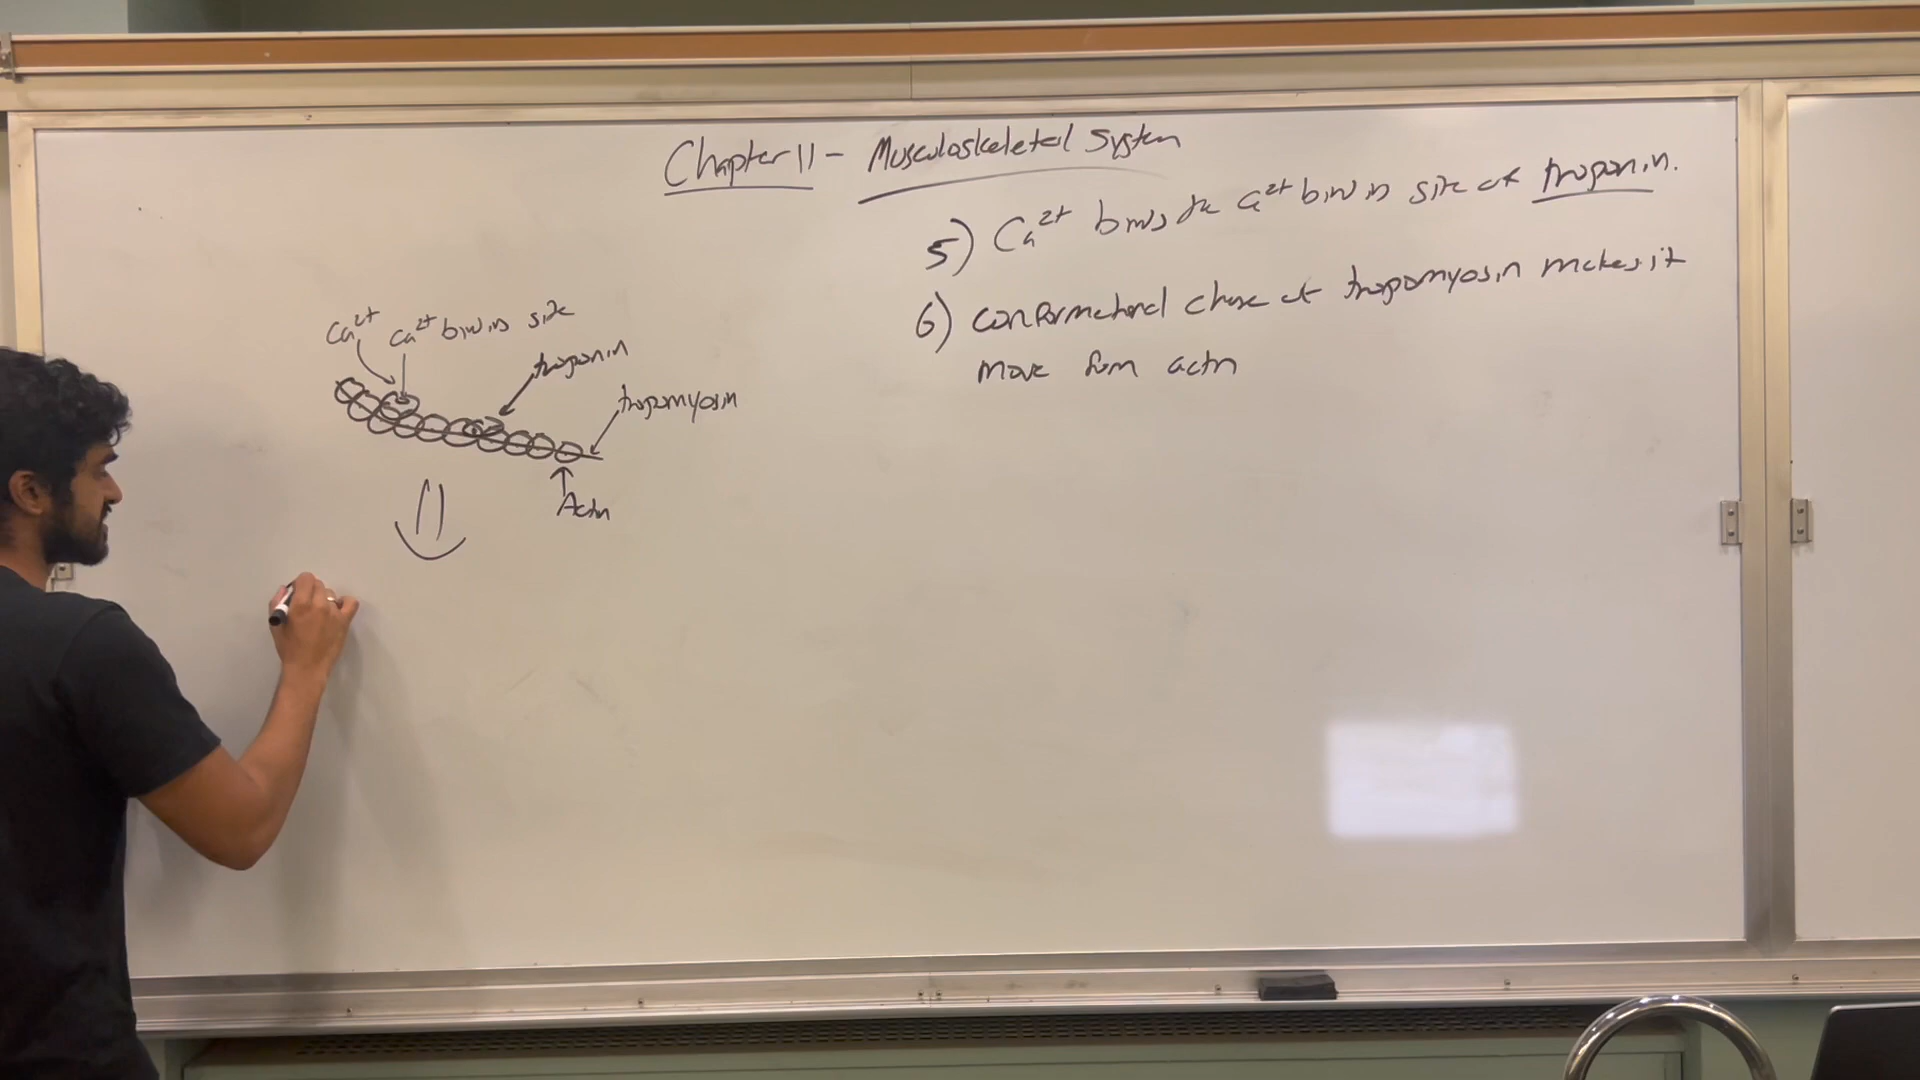 Chapter 11 - Musculoskeletal System
5) Ca2+ binds the Ca2+ binding site at troponin.
6) conformational change at tropomyosin makes it
move from actin
Ca2+
Ca2+ binding site
troponin
tropomyosin
Actin